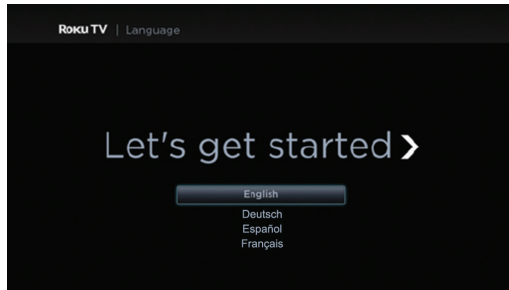 Roku TV | Language
Let's get started
English
Deutsch
Español
Français